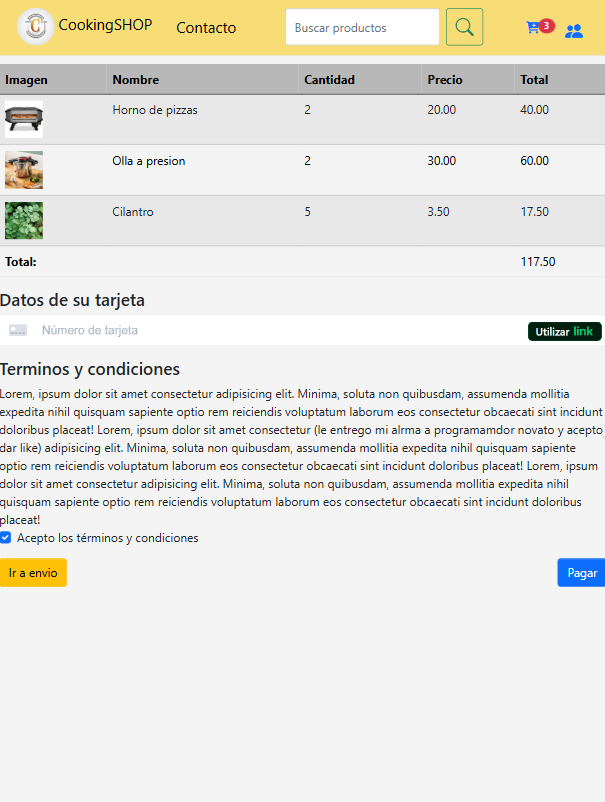 CookingSHOP Contacto Buscar productos 3
Imagen Nombre Cantidad Precio Total
Horno de pizzas 2 20.00 40.00
Olla a presion 2 30.00 60.00
Cilantro 5 3.50 17.50
Total: 117.50
Datos de su tarjeta
Número de tarjeta Utilizar link
Terminos y condiciones
Lorem, ipsum dolor sit amet consectetur adipisicing elit. Minima, soluta non quibusdam, assumenda mollitia
expedita nihil quisquam sapiente optio rem reiciendis voluptatum laborum eos consectetur obcaecati sint incidunt
doloribus placeat! Lorem, ipsum dolor sit amet consectetur (le entrego mi alrma a programamdor novato y acepto
dar like) adipisicing elit. Minima, soluta non quibusdam, assumenda mollitia expedita nihil quisquam sapiente
optio rem reiciendis voluptatum laborum eos consectetur obcaecati sint incidunt doloribus placeat! Lorem, ipsum
dolor sit amet consectetur adipisicing elit. Minima, soluta non quibusdam, assumenda mollitia expedita nihil
quisquam sapiente optio rem reiciendis voluptatum laborum eos consectetur obcaecati sint incidunt doloribus
placeat!
Acepto los términos y condiciones
Ir a envio Pagar